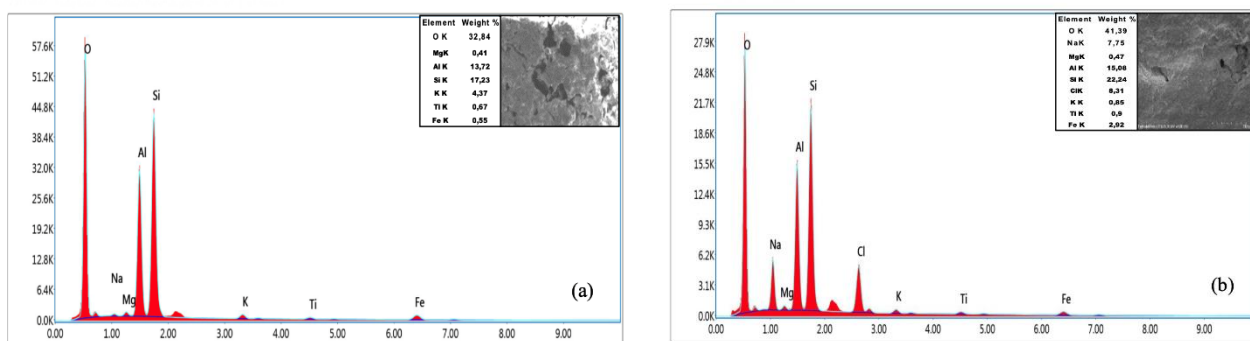 Element Weight %
O K 32,84
MgK 0,41
Al K 13,72
Si K 17,23
K K 4,37
Ti K 0,67
Fe K 0,55
57.6K
51.2K
44.8K
38.4K
32.0K
25.6K
19.2K
12.8K
6.4K
0.0K
O
Si
Al
Na
Mg
K
Ti
Fe
(a)
0.00 1.00 2.00 3.00 4.00 5.00 6.00 7.00 8.00 9.00
Element Weight %
O K 41,39
NaK 7,75
MgK 0,47
Al K 15,08
Si K 22,24
ClK 8,31
K K 0,85
Ti K 0,9
Fe K 2,92
27.9K
24.8K
21.7K
18.6K
15.5K
12.4K
9.3K
6.2K
3.1K
0.0K
O
Si
Al
Na
Cl
Mg
K
Ti
Fe
(b)
0.00 1.00 2.00 3.00 4.00 5.00 6.00 7.00 8.00 9.00